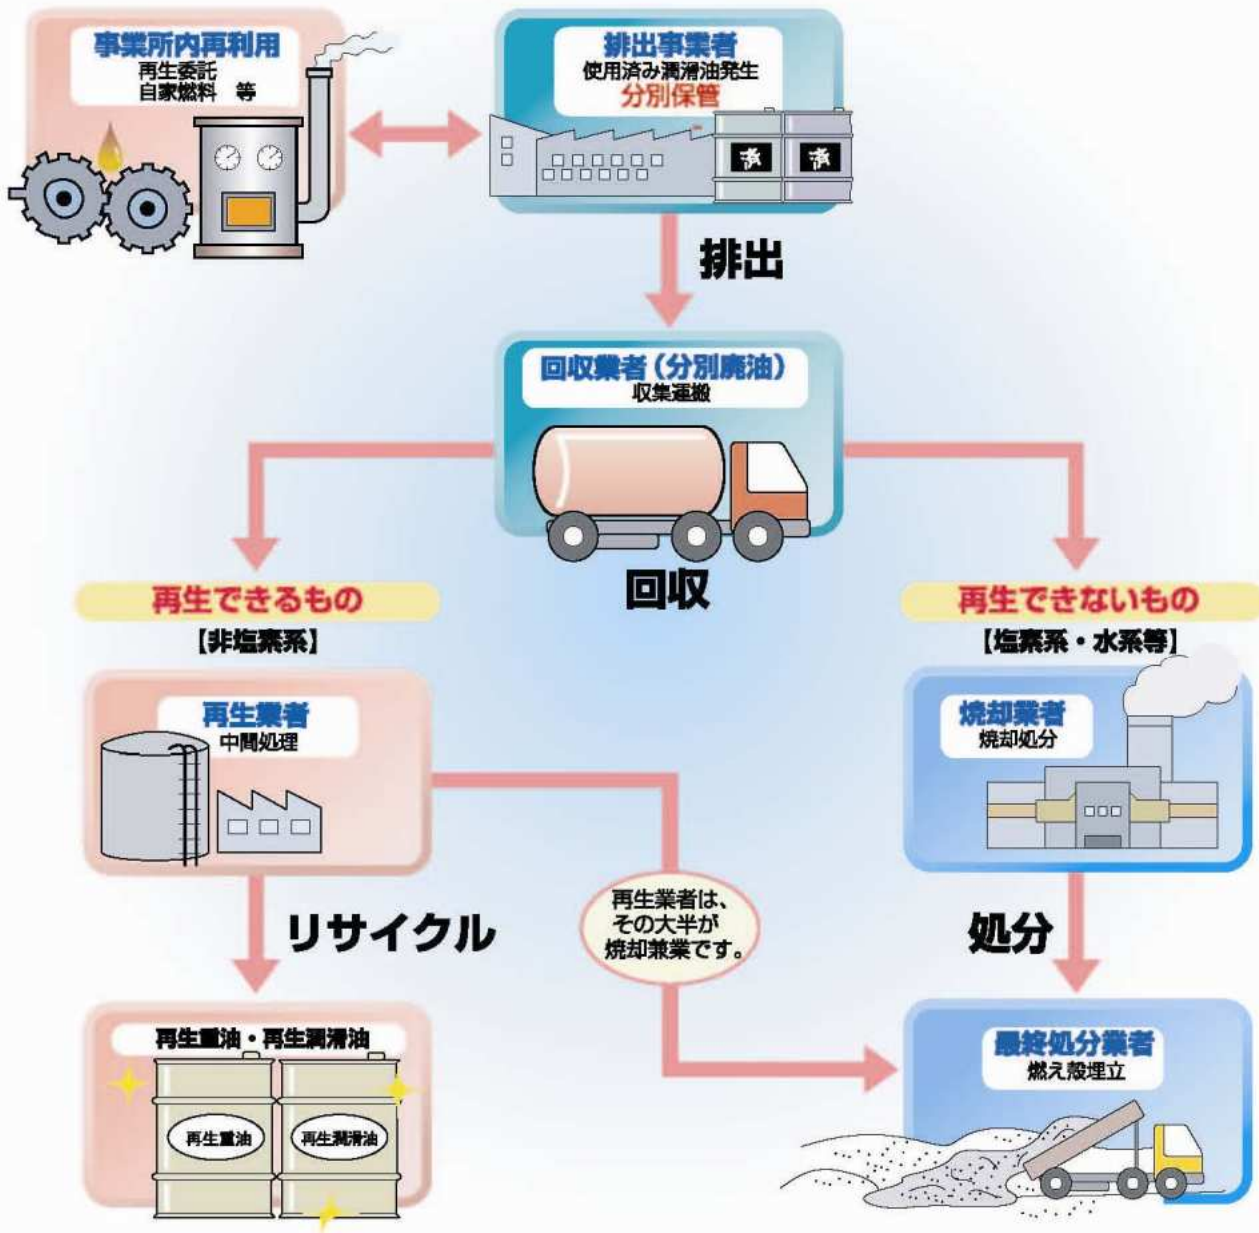 事業所内再利用
再生委託
自家燃料　等
排出事業者
使用済み潤滑油発生
分別保管
済
済
排出
回収業者（分別廃油）
収集運搬
回収
再生できるもの
【非塩素系】
再生できないもの
【塩素系・水系等】
再生業者
中間処理
焼却業者
焼却処分
リサイクル
再生業者は、
その大半が
焼却兼業です。
処分
再生重油・再生潤滑油
再生重油
再生潤滑油
最終処分業者
燃え殻埋立